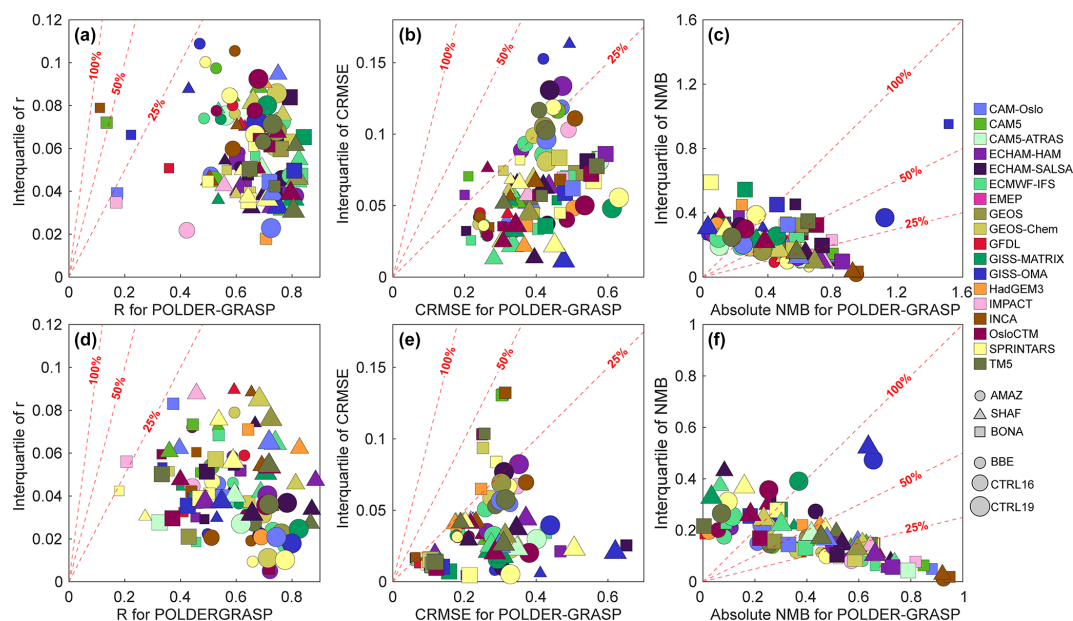 (a)
0.12
0.1
0.08
0.06
0.04
0.02
0
Interquartile of r
100%
50%
25%
0 0.2 0.4 0.6 0.8
R for POLDER-GRASP
(b)
0.15
0.1
0.05
0
Interquartile of CRMSE
100%
50%
25%
0 0.2 0.4 0.6
CRMSE for POLDER-GRASP
(c)
1.6
1.2
0.8
0.4
0
Interquartile of NMB
100%
50%
25%
0 0.4 0.8 1.2 1.6
Absolute NMB for POLDER-GRASP
(d)
0.12
0.1
0.08
0.06
0.04
0.02
0
Interquartile of r
100%
50%
25%
0 0.2 0.4 0.6 0.8
R for POLDERGRASP
(e)
0.15
0.1
0.05
0
Interquartile of CRMSE
100%
50%
25%
0 0.2 0.4 0.6
CRMSE for POLDER-GRASP
(f)
1
0.8
0.6
0.4
0.2
0
Interquartile of NMB
100%
50%
25%
0 0.2 0.4 0.6 0.8 1
Absolute NMB for POLDER-GRASP
CAM-Oslo
CAM5
CAM5-ATRAS
ECHAM-HAM
ECHAM-SALSA
ECMWF-IFS
EMEP
GEOS
GEOS-Chem
GFDL
GISS-MATRIX
GISS-OMA
HadGEM3
IMPACT
INCA
OsloCTM
SPRINTARS
TM5
AMAZ
SHAF
BONA
BBE
CTRL16
CTRL19